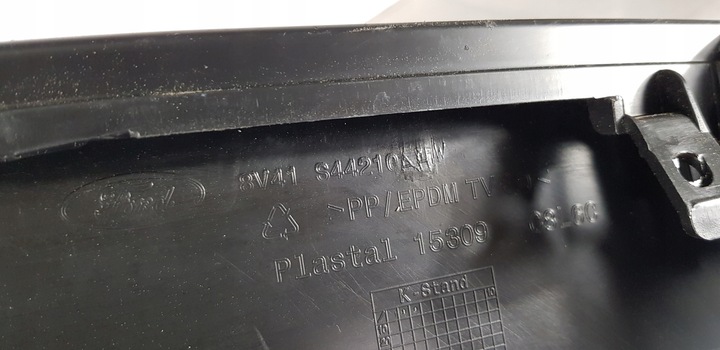 Ford 8V41 S44210
>PP/EPDM TV
Plastal 15309
K-Stand